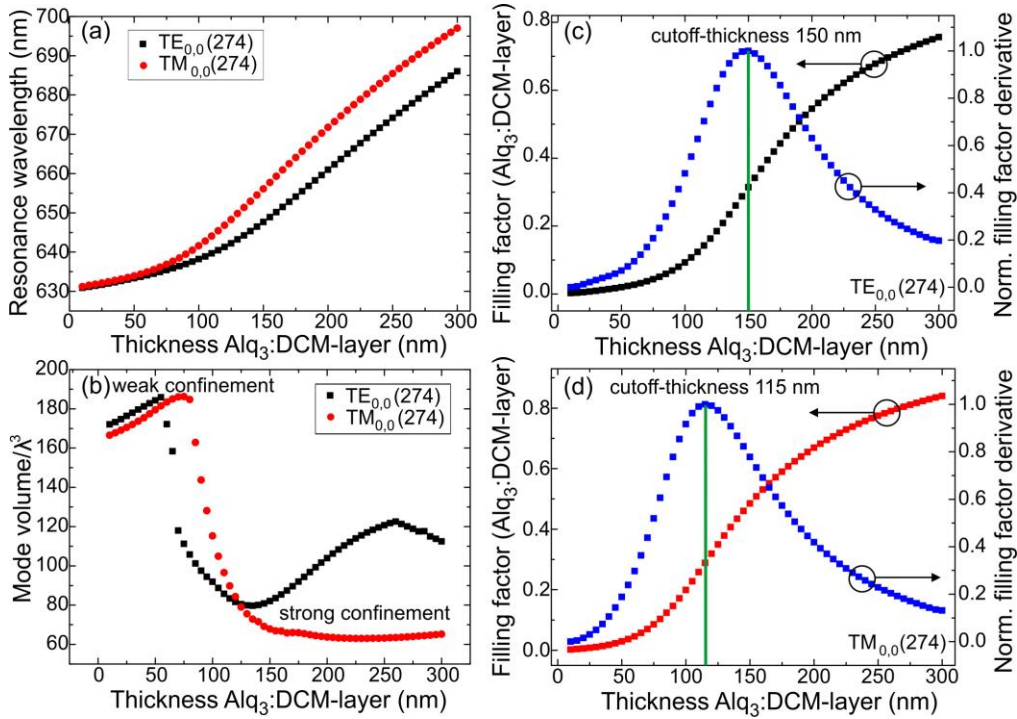 (a)
TE0,0(274)
TM0,0(274)
Resonance wavelength (nm)
700
690
680
670
660
650
640
630
0 25 50 75 100 125 150 175 200 225 250 275 300
Thickness Alq3:DCM-layer (nm)
(c)
cutoff-thickness 150 nm
TE0,0(274)
Filling factor (Alq3:DCM-layer)
0.8
0.6
0.4
0.2
0.0
Norm. filling factor derivative
1.0
0.8
0.6
0.4
0.2
0.0
0 50 100 150 200 250 300
Thickness Alq3:DCM-layer (nm)
(b) weak confinement
TE0,0(274)
TM0,0(274)
strong confinement
Mode volume/ƛ3
200
180
160
140
120
100
80
60
0 50 100 150 200 250 300
Thickness Alq3:DCM-layer (nm)
(d)
cutoff-thickness 115 nm
TM0,0(274)
Filling factor (Alq3:DCM-layer)
0.8
0.6
0.4
0.2
0.0
Norm. filling factor derivative
1.0
0.8
0.6
0.4
0.2
0.0
0 50 100 150 200 250 300
Thickness Alq3:DCM-layer (nm)